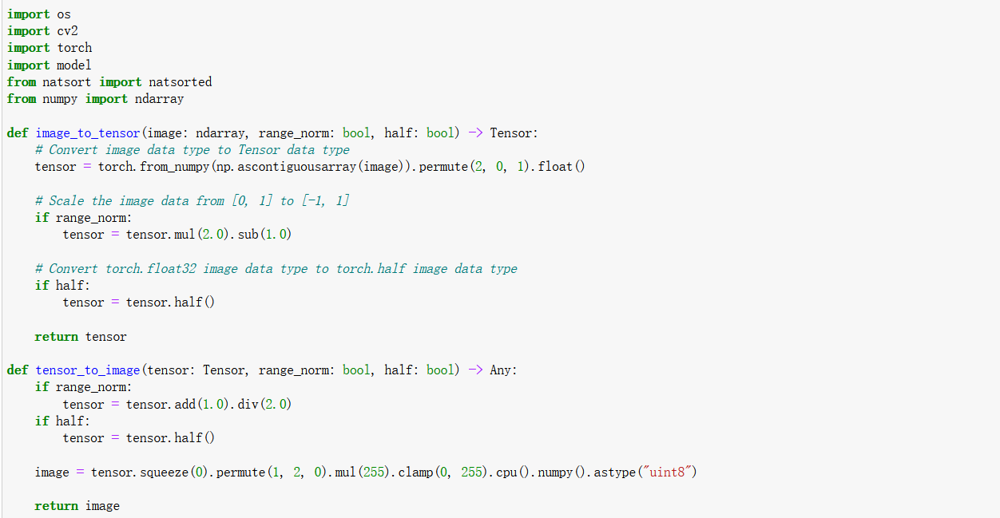 import os
import cv2
import torch
import model
from natsort import natsorted
from numpy import ndarray

def image_to_tensor(image: ndarray, range_norm: bool, half: bool) -> Tensor:
    # Convert image data type to Tensor data type
    tensor = torch.from_numpy(np.ascontiguousarray(image)).permute(2, 0, 1).float()

    # Scale the image data from [0, 1] to [-1, 1]
    if range_norm:
        tensor = tensor.mul(2.0).sub(1.0)

    # Convert torch.float32 image data type to torch.half image data type
    if half:
        tensor = tensor.half()

    return tensor

def tensor_to_image(tensor: Tensor, range_norm: bool, half: bool) -> Any:
    if range_norm:
        tensor = tensor.add(1.0).div(2.0)
    if half:
        tensor = tensor.half()

    image = tensor.squeeze(0).permute(1, 2, 0).mul(255).clamp(0, 255).cpu().numpy().astype("uint8")

    return image